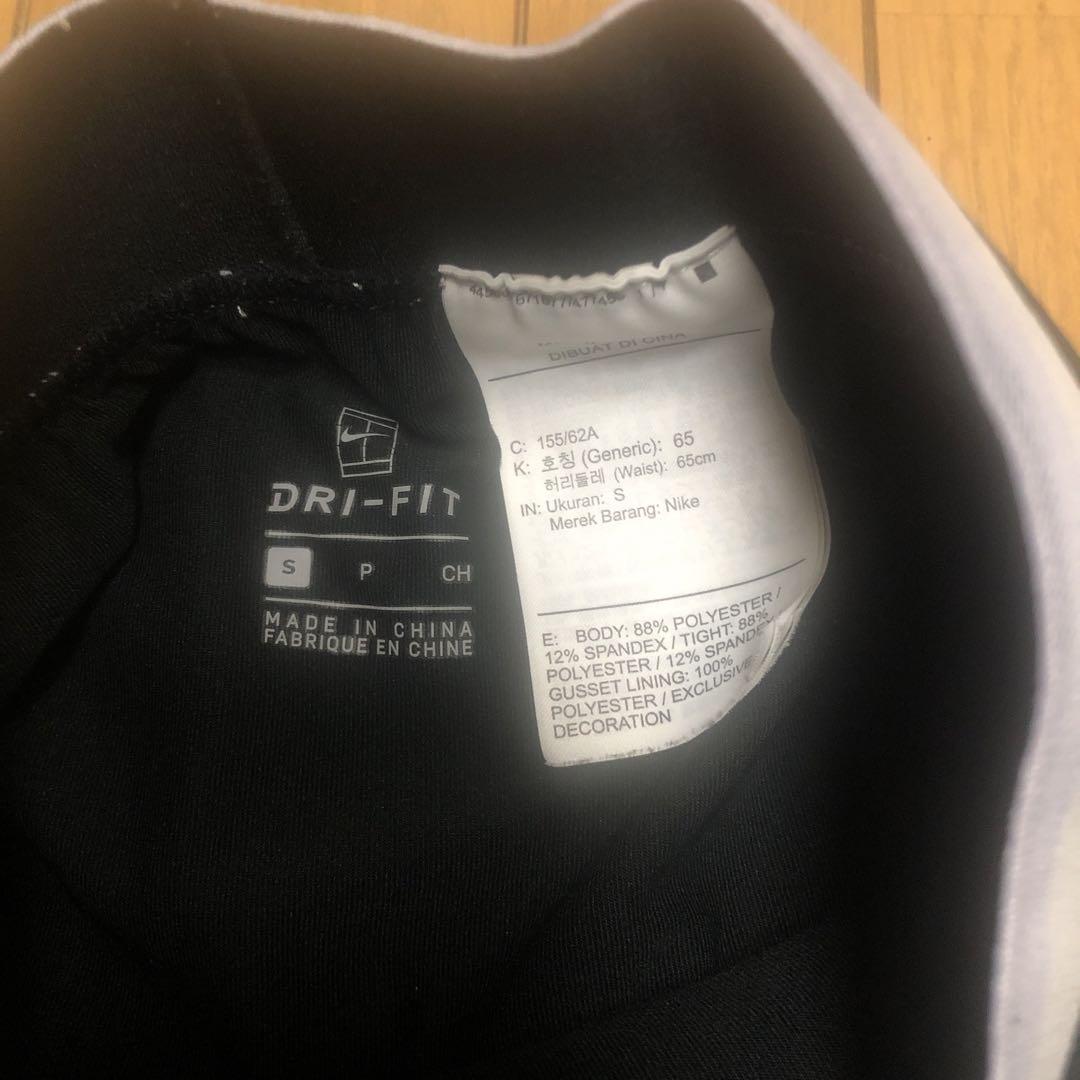 DIBUAT DI CINA
C: 155/62A
K: 호칭 (Generic): 65
허리둘레 (Waist): 65cm
IN: Ukuran: S
Merek Barang: Nike
E: BODY: 88% POLYESTER /
12% SPANDEX / TIGHT: 88%
POLYESTER / 12% SPANDEX
GUSSET LINING: 100%
POLYESTER / EXCLUSIVE
DECORATION
DRI-FIT
S P CH
MADE IN CHINA
FABRIQUE EN CHINE